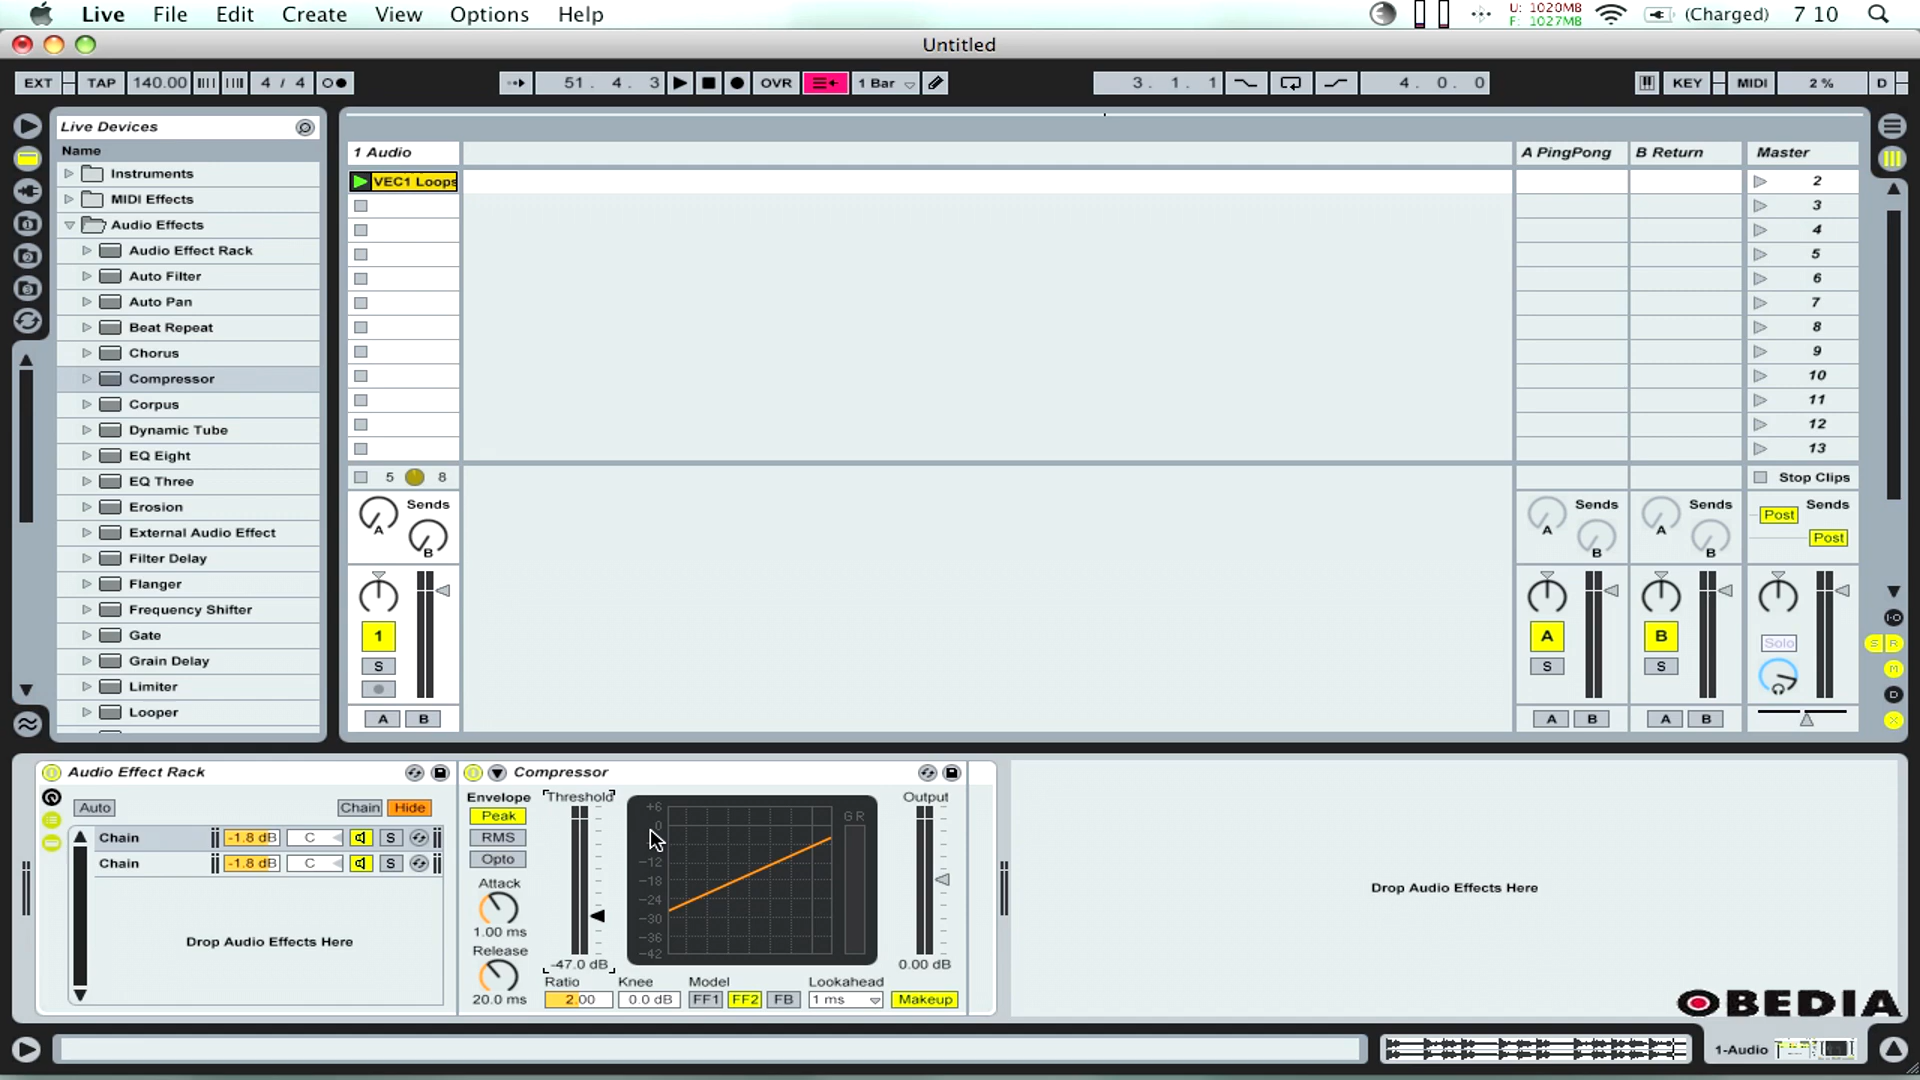 Live File Edit Create View Options Help U: 1020MB F: 1027MB (Charged) 7 10
Untitled
EXT TAP 140.00 4 / 4 51. 4. 3 OVR 1 Bar 3. 1. 1 4. 0. 0 KEY MIDI 2 % D
Live Devices
Name
Instruments
MIDI Effects
Audio Effects
Audio Effect Rack
Auto Filter
Auto Pan
Beat Repeat
Chorus
Compressor
Corpus
Dynamic Tube
EQ Eight
EQ Three
Erosion
External Audio Effect
Filter Delay
Flanger
Frequency Shifter
Gate
Grain Delay
Limiter
Looper
1 Audio A PingPong B Return Master
VEC1 Loops 2
3
4
5
6
7
8
9
10
11
12
13
5 8 Stop Clips
Sends Sends Sends Sends
A B A B A B Post Post
1 A B Solo
S S S
A B A B A B
I-O
S R
M
D
X
Audio Effect Rack
Auto Chain Hide
Chain -1.8 dB C S
Chain -1.8 dB C S
Drop Audio Effects Here
Compressor
Envelope Threshold Output
Peak
RMS
Opto
Attack
1.00 ms
Release
20.0 ms
+6 GR
0
-12
-18
-24
-30
-36
-42
-47.0 dB 0.00 dB
Ratio Knee Model Lookahead
2.00 0.0 dB FF1 FF2 FB 1 ms Makeup
Drop Audio Effects Here
OBEDIA
1-Audio